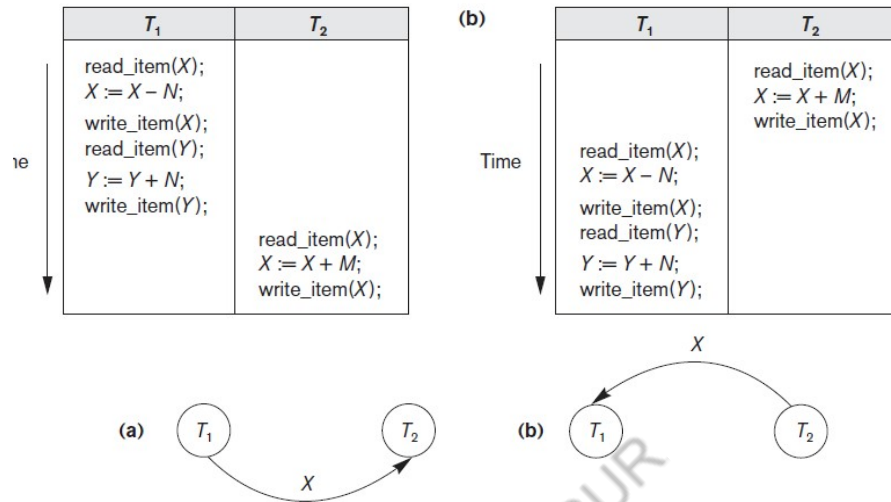 T1 T2
read_item(X);
X := X – N;
write_item(X);
read_item(Y);
Y := Y + N;
write_item(Y);
read_item(X);
X := X + M;
write_item(X);
(b)
T1 T2
Time
read_item(X);
X := X + M;
write_item(X);
read_item(X);
X := X – N;
write_item(X);
read_item(Y);
Y := Y + N;
write_item(Y);
(a) T1 T2
X
X
(b) T1 T2